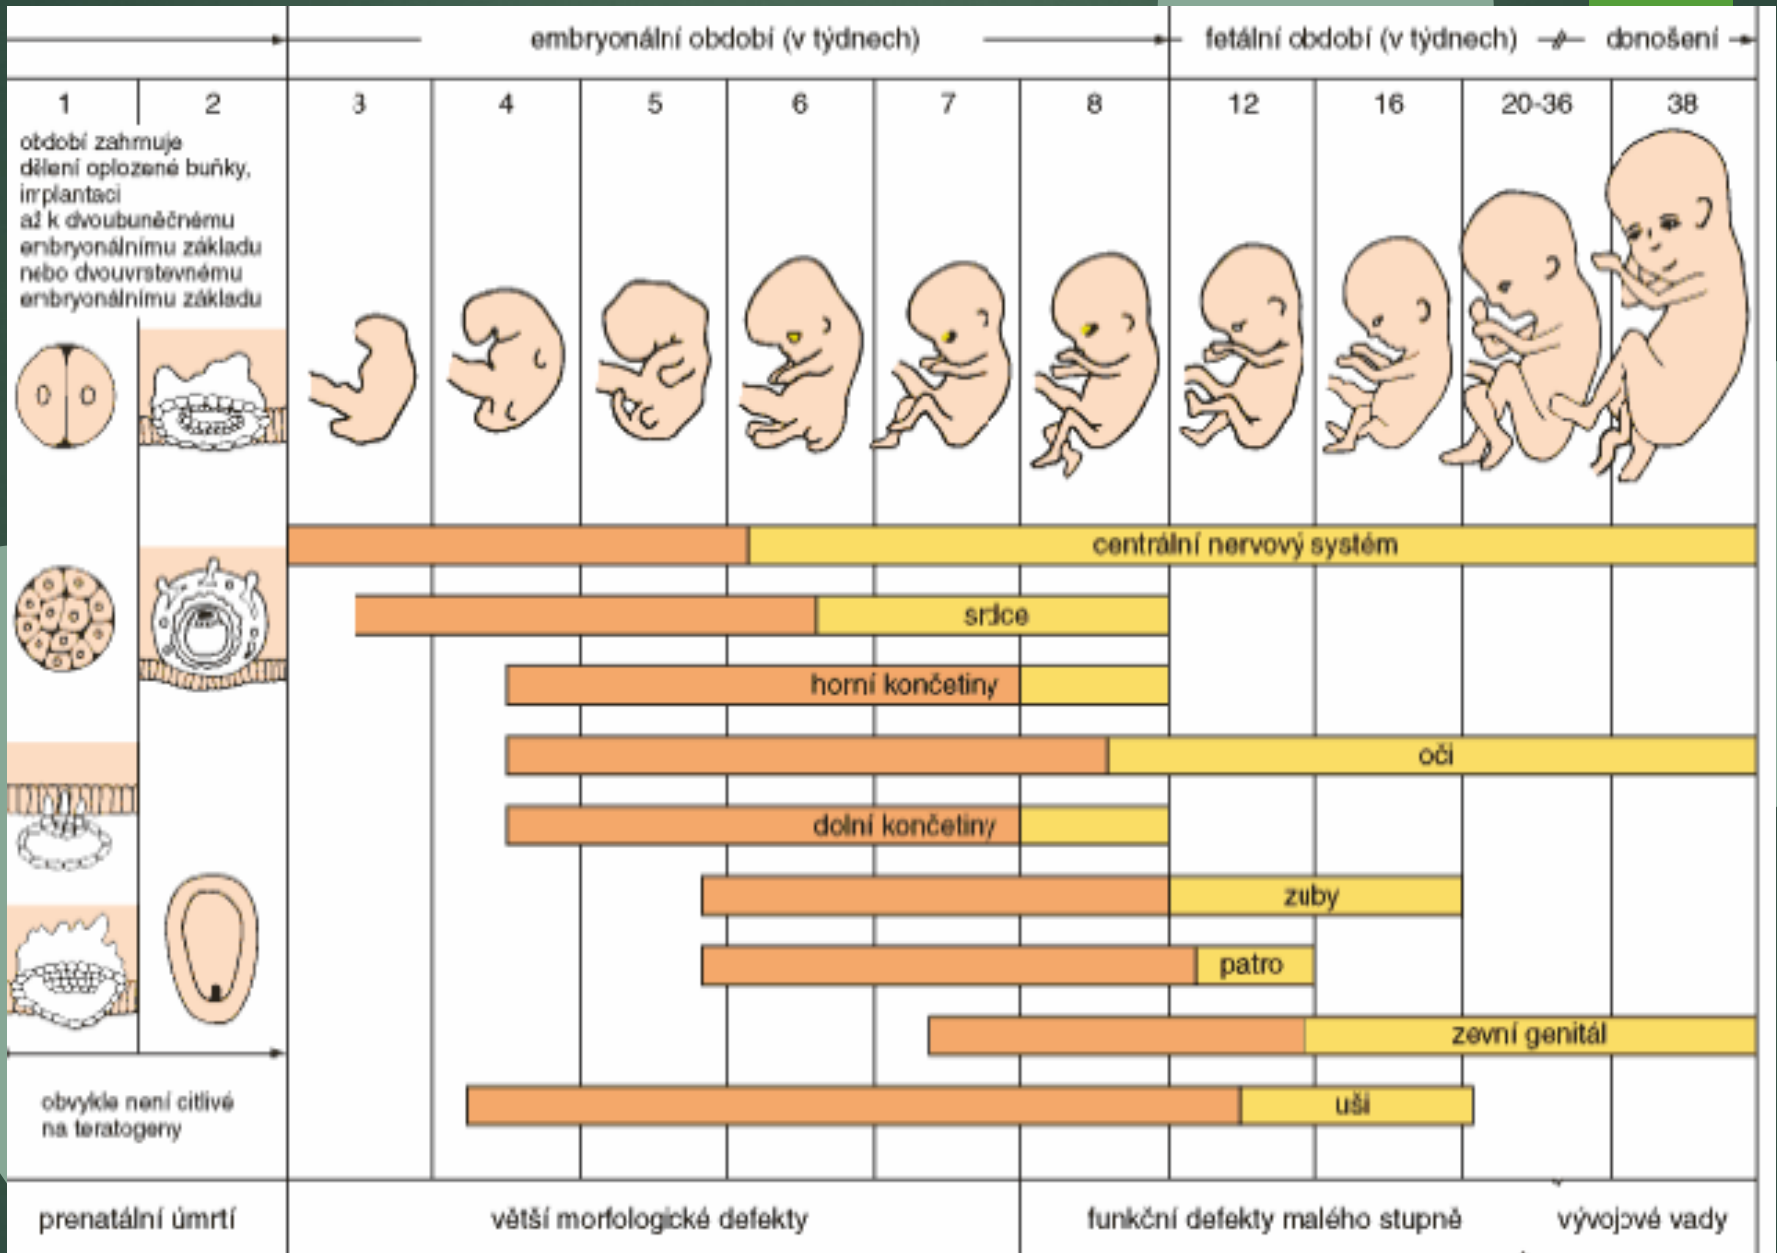 embryonální období (v týdnech)
fetální období (v týdnech)
donošení
1
2
3
4
5
6
7
8
12
16
20-36
38
období zahrnuje
dělení oplozené buňky,
implantaci
až k dvoubuněčnému
embryonálnímu základu
nebo dvouvrstevnému
embryonálnímu základu
centrální nervový systém
srdce
horní končetiny
oči
dolní končetiny
zuby
patro
zevní genitál
uši
obvykle není citlivé
na teratogeny
prenatální úmrtí
větší morfologické defekty
funkční defekty malého stupně
vývojové vady